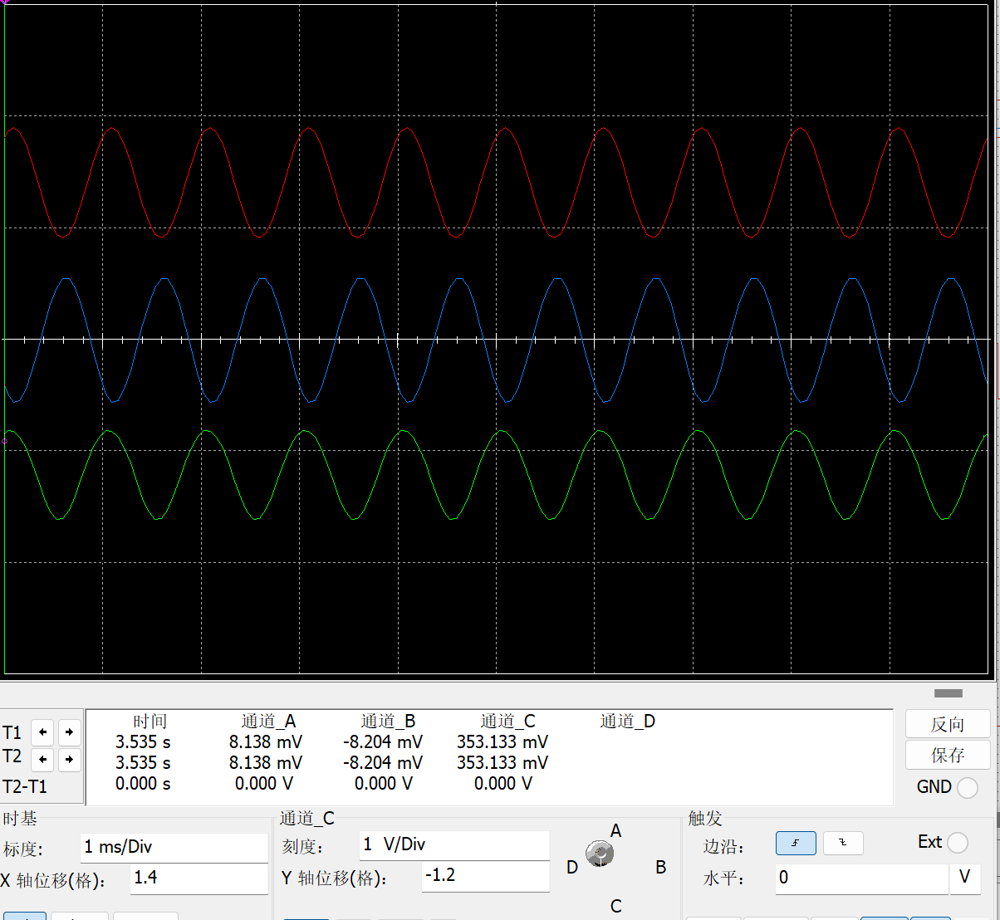 时间 通道_A 通道_B 通道_C 通道_D
T1 3.535 s 8.138 mV -8.204 mV 353.133 mV
T2 3.535 s 8.138 mV -8.204 mV 353.133 mV
T2-T1 0.000 s 0.000 V 0.000 V 0.000 V
反向
保存
GND
时基
标度: 1 ms/Div
X 轴位移(格): 1.4
通道_C
刻度: 1 V/Div
Y 轴位移(格): -1.2
A
D B
C
触发
边沿:
Ext
水平: 0 V